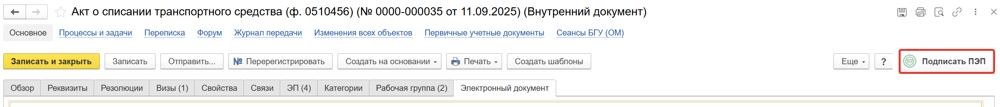 Акт о списании транспортного средства (ф. 0510456) (№ 0000-000035 от 11.09.2025) (Внутренний документ)
Основное Процессы и задачи Переписка Форум Журнал передачи Изменения всех объектов Первичные учетные документы Сеансы БГУ (ОМ)
Записать и закрыть Записать Отправить... № Перерегистрировать Создать на основании Печать Создать шаблоны Еще ? Подписать ПЭП
Обзор Реквизиты Резолюции Визы (1) Свойства Связи ЭП (4) Категории Рабочая группа (2) Электронный документ